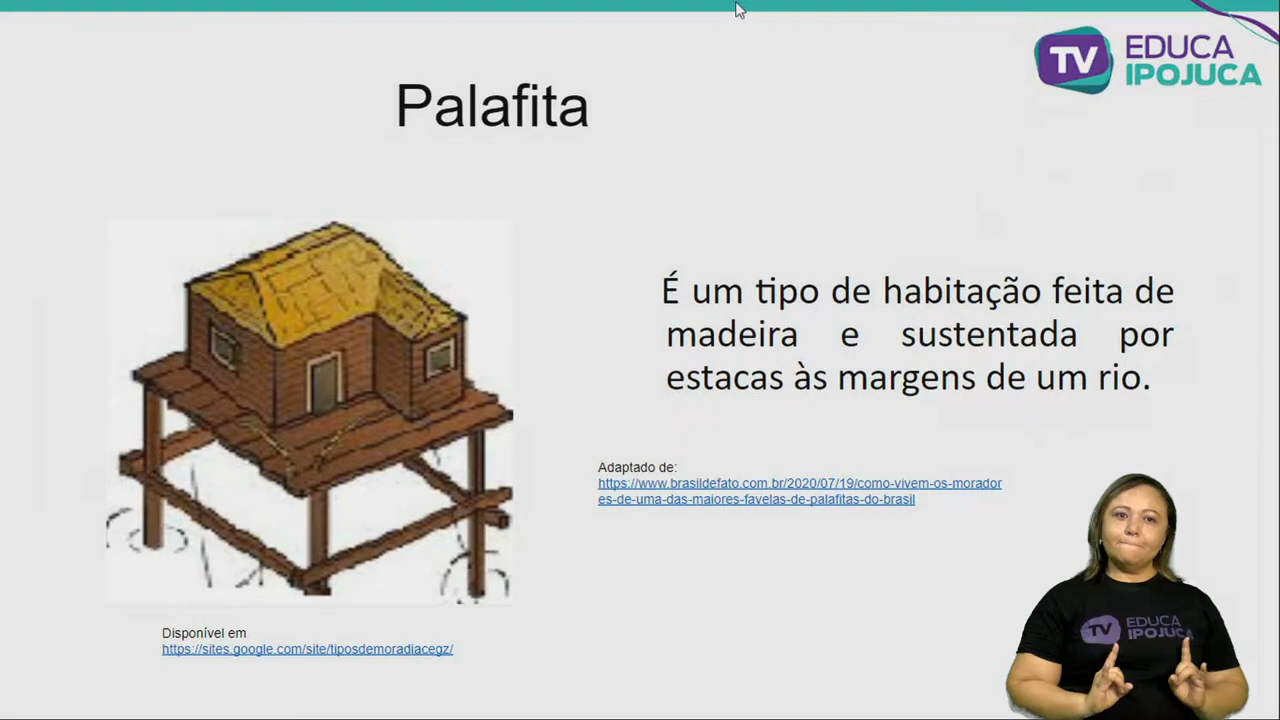 TV EDUCA
IPOJUCA
Palafita
É um tipo de habitação feita de
madeira e sustentada por
estacas às margens de um rio.
Adaptado de:
https://www.brasildefato.com.br/2020/07/19/como-vivem-os-morador
es-de-uma-das-maiores-favelas-de-palafitas-do-brasil
TV EDUCA
IPOJUCA
Disponível em
https://sites.google.com/site/tiposdemoradiacegz/